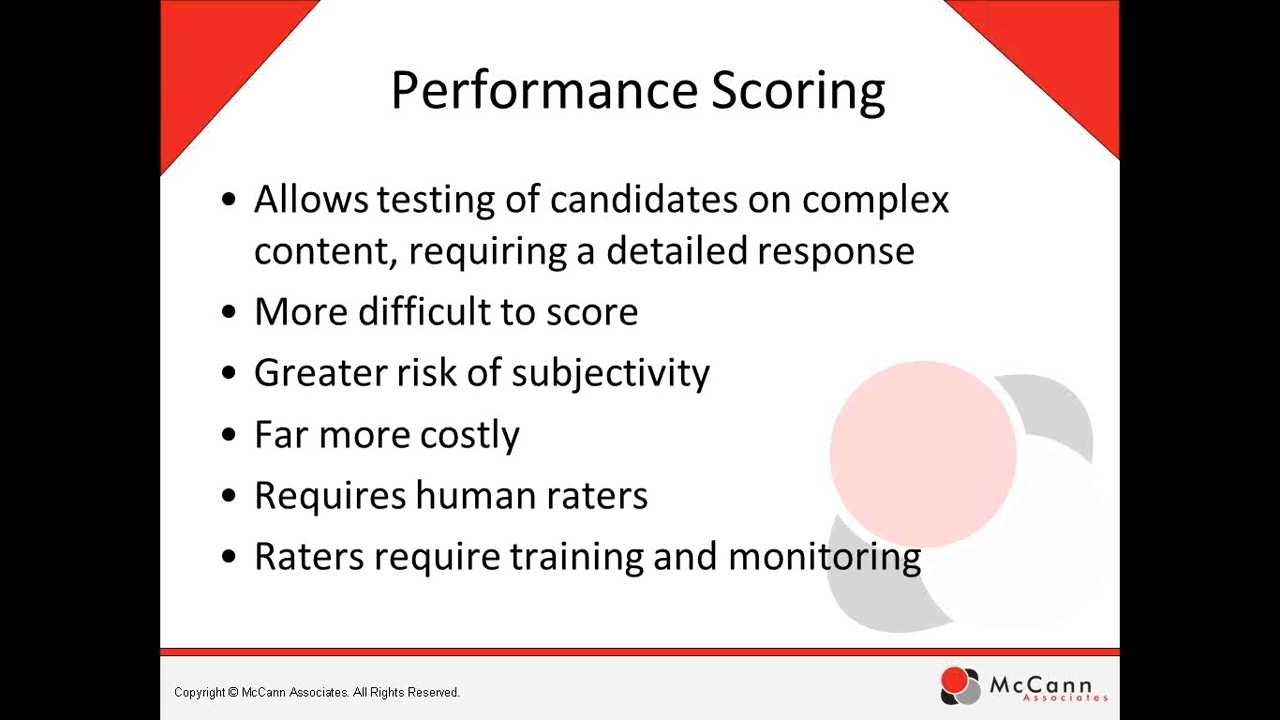 Performance Scoring
• Allows testing of candidates on complex
content, requiring a detailed response
• More difficult to score
• Greater risk of subjectivity
• Far more costly
• Requires human raters
• Raters require training and monitoring
Copyright © McCann Associates. All Rights Reserved.
McCann
Associates